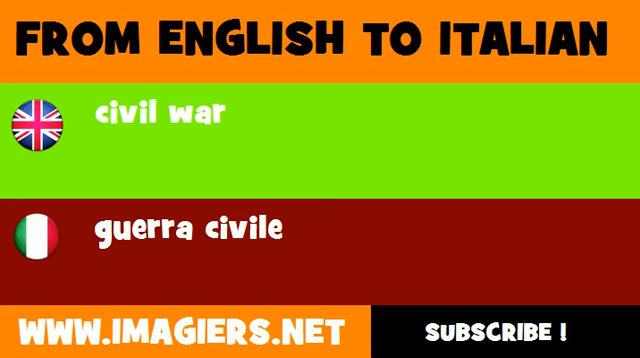 FROM ENGLISH TO ITALIAN
civil war
guerra civile
WWW.IMAGIERS.NET
SUBSCRIBE !